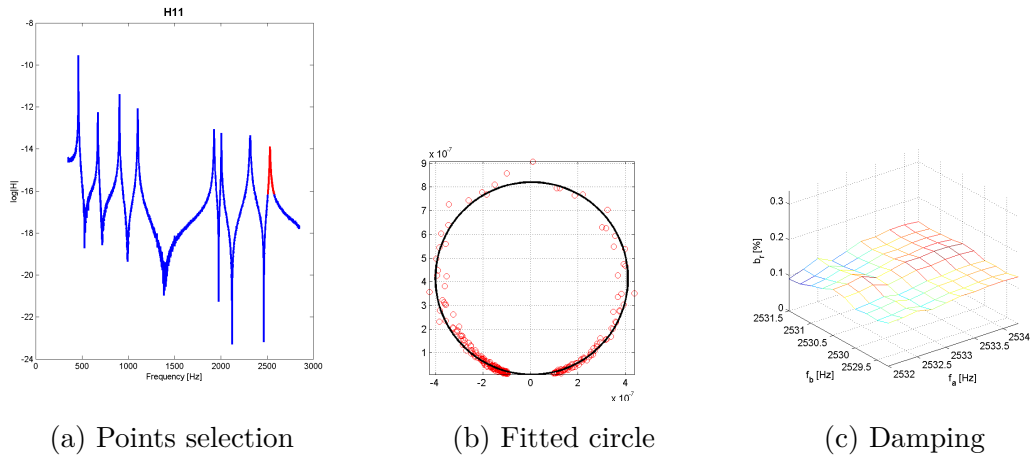 H11
-8
-10
-12
-14
-16
-18
-20
-22
-24
log|H|
0 500 1000 1500 2000 2500 3000
Frequency [Hz]
x 10^-7
9
8
7
6
5
4
3
2
1
-4 -2 0 2 4
x 10^-7
0.3
0.2
0.1
0
b_r [%]
2531.5
2531
2530.5
2530
2529.5
f_b [Hz]
2532 2532.5 2533 2533.5 2534
f_a [Hz]
(a) Points selection
(b) Fitted circle
(c) Damping